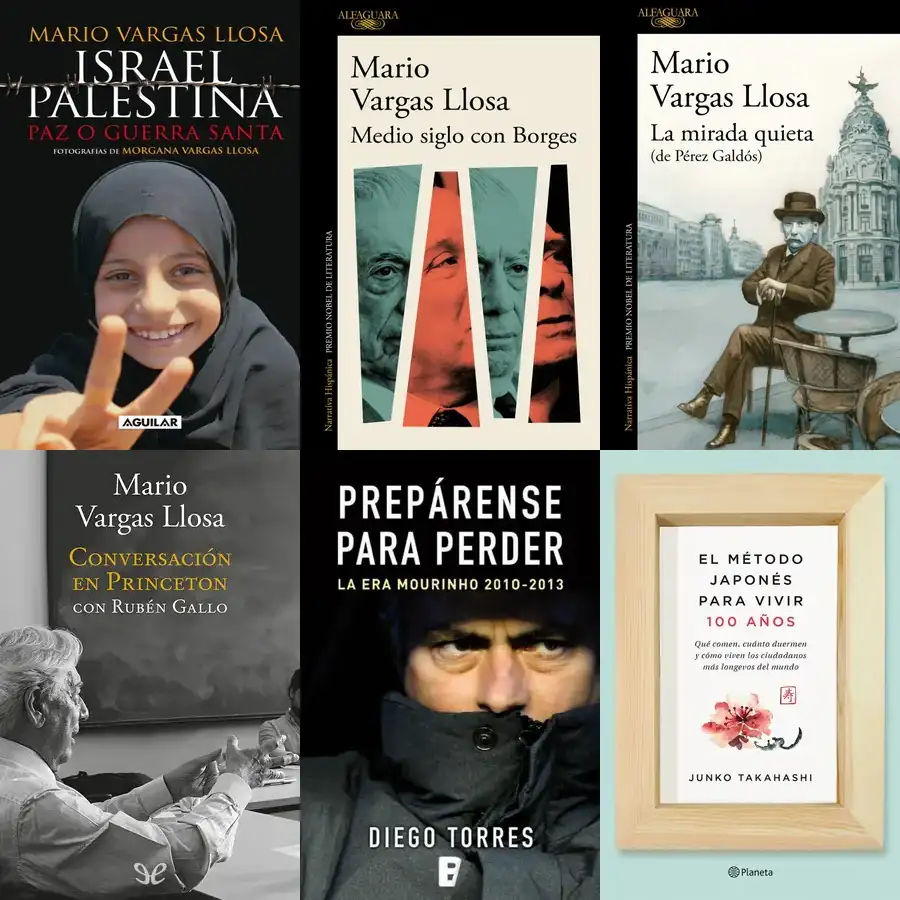 MARIO VARGAS LLOSA
ISRAEL
PALESTINA
PAZ O GUERRA SANTA
FOTOGRAFÍAS DE MORGANA VARGAS LLOSA
AGUILAR
ALFAGUARA
Mario
Vargas Llosa
Medio siglo con Borges
Narrativa Hispánica PREMIO NOBEL DE LITERATURA
ALFAGUARA
Mario
Vargas Llosa
La mirada quieta
(de Pérez Galdós)
Narrativa Hispánica PREMIO NOBEL DE LITERATURA
Mario
Vargas Llosa
CONVERSACIÓN
EN PRINCETON
CON RUBÉN GALLO
PREPÁRENSE
PARA PERDER
LA ERA MOURINHO 2010-2013
DIEGO TORRES
B
EL MÉTODO
JAPONÉS
PARA VIVIR
100 AÑOS
Qué comen, cuánto duermen
y cómo viven los ciudadanos
más longevos del mundo
寿
JUNKO TAKAHASHI
Planeta